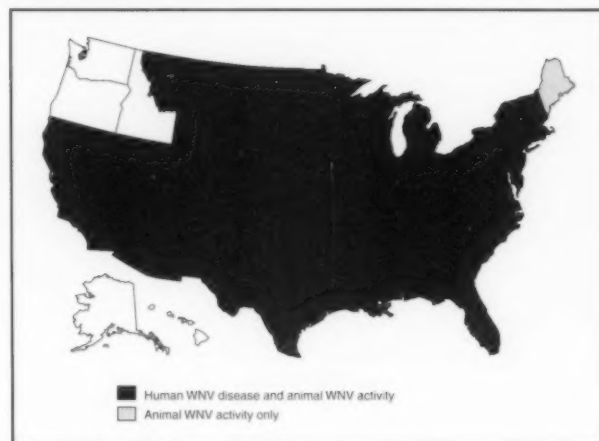 Human WNV disease and animal WNV activity
Animal WNV activity only